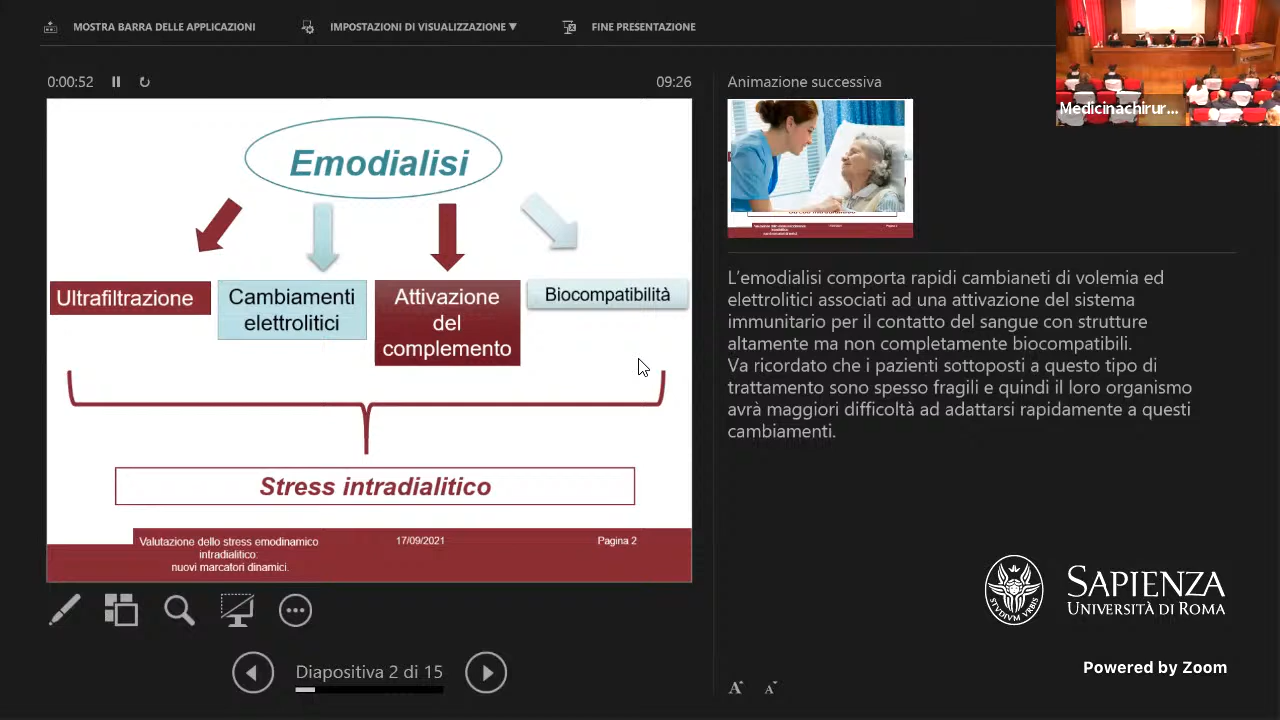 MOSTRA BARRA DELLE APPLICAZIONI
IMPOSTAZIONI DI VISUALIZZAZIONE ▼
FINE PRESENTAZIONE
0:00:52
09:26
Animazione successiva
Medicinachirur...
Emodialisi
Ultrafiltrazione
Cambiamenti
elettrolitici
Attivazione
del
complemento
Biocompatibilità
Stress intradialitico
Valutazione dello stress emodinamico
intradialitico:
nuovi marcatori dinamici.
17/09/2021
Pagina 2
L'emodialisi comporta rapidi cambianeti di volemia ed
elettrolitici associati ad una attivazione del sistema
immunitario per il contatto del sangue con strutture
altamente ma non completamente biocompatibili.
Va ricordato che i pazienti sottoposti a questo tipo di
trattamento sono spesso fragili e quindi il loro organismo
avrà maggiori difficoltà ad adattarsi rapidamente a questi
cambiamenti.
Diapositiva 2 di 15
A
A
STVDIVM VRBIS
SAPIENZA
UNIVERSITÀ DI ROMA
Powered by Zoom